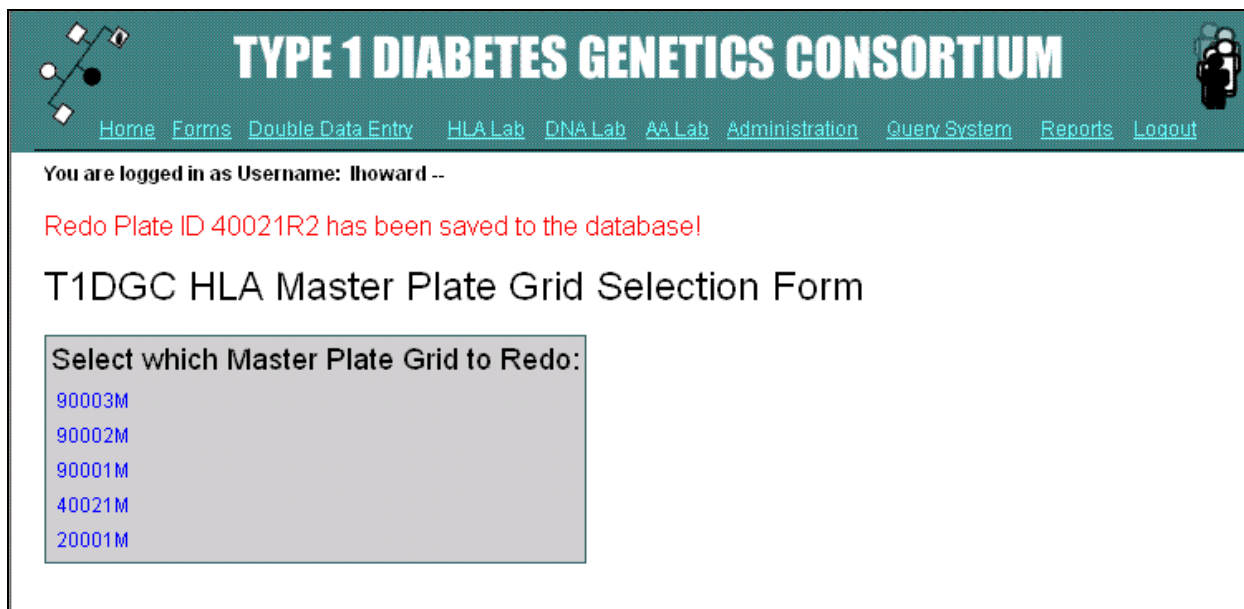 TYPE 1 DIABETES GENETICS CONSORTIUM
Home Forms Double Data Entry HLA Lab DNA Lab AA Lab Administration Query System Reports Logout
You are logged in as Username: lhoward --
Redo Plate ID 40021R2 has been saved to the database!
T1DGC HLA Master Plate Grid Selection Form
Select which Master Plate Grid to Redo:
90003M
90002M
90001M
40021M
20001M